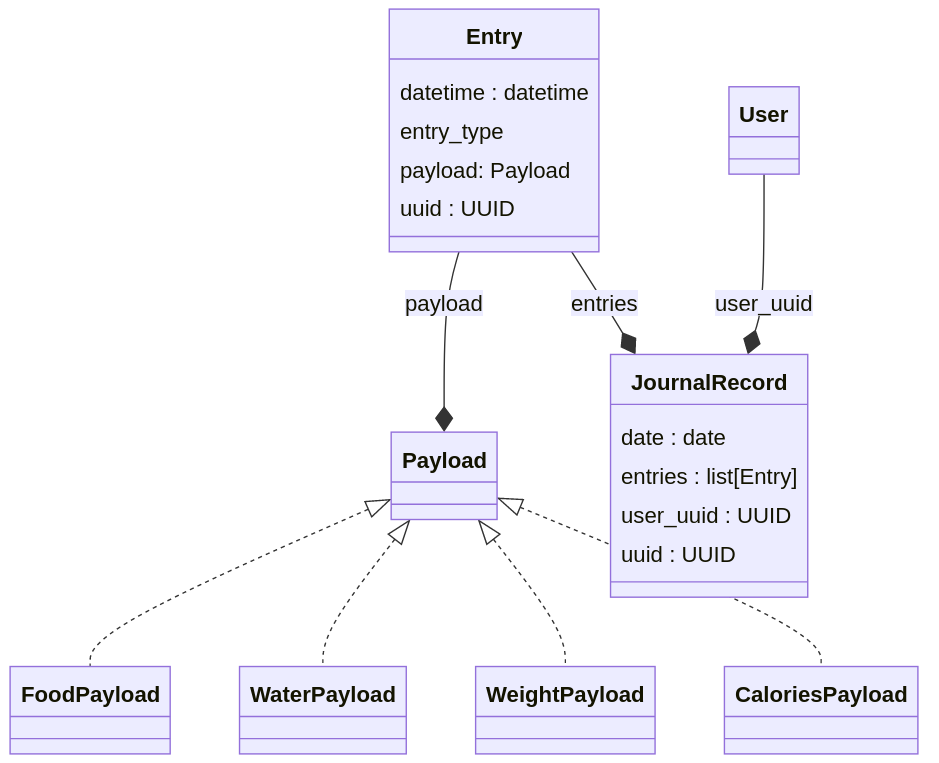 Entry
datetime : datetime
entry_type
payload: Payload
uuid : UUID
User
payload
entries
user_uuid
JournalRecord
date : date
entries : list[Entry]
user_uuid : UUID
uuid : UUID
Payload
FoodPayload
WaterPayload
WeightPayload
CaloriesPayload